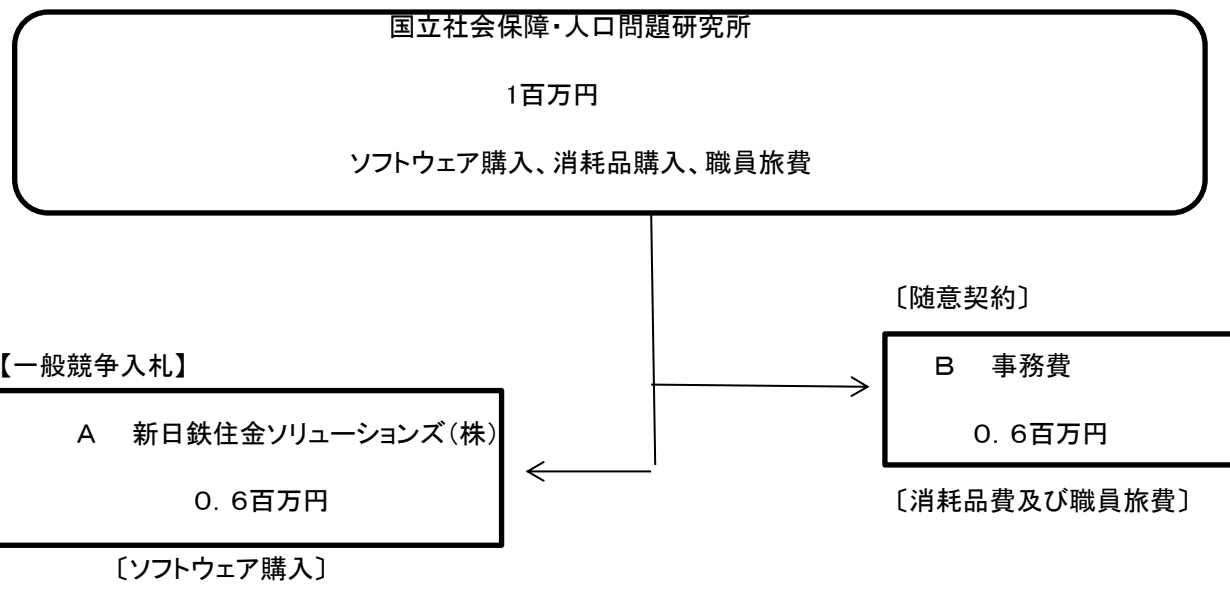 国立社会保障・人口問題研究所
1百万円
ソフトウェア購入、消耗品購入、職員旅費
〔随意契約〕
B 事務費
0．6百万円
〔消耗品費及び職員旅費〕
【一般競争入札】
A 新日鉄住金ソリューションズ（株）
0．6百万円
〔ソフトウェア購入〕